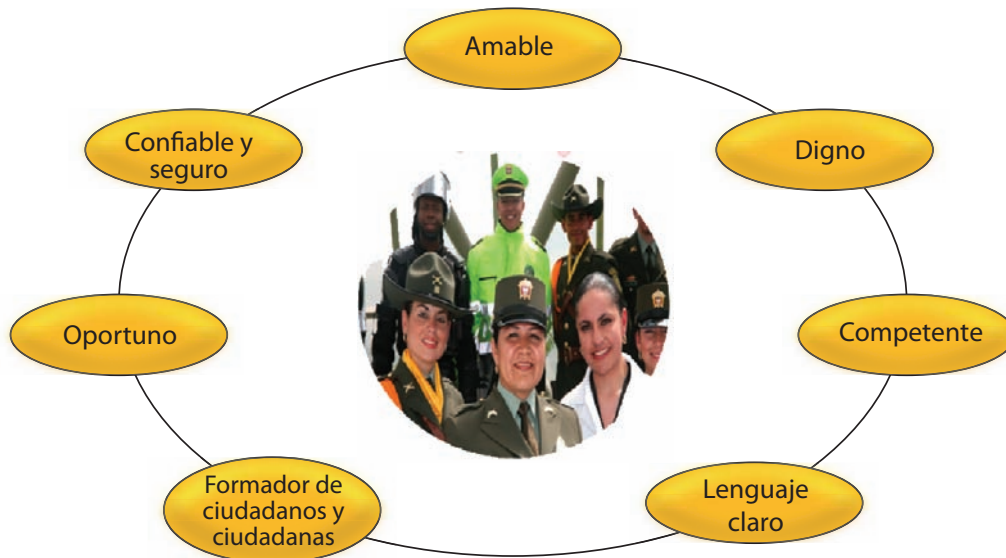 Amable
Confiable y
seguro
Digno
Oportuno
Competente
Formador de
ciudadanos y
ciudadanas
Lenguaje
claro